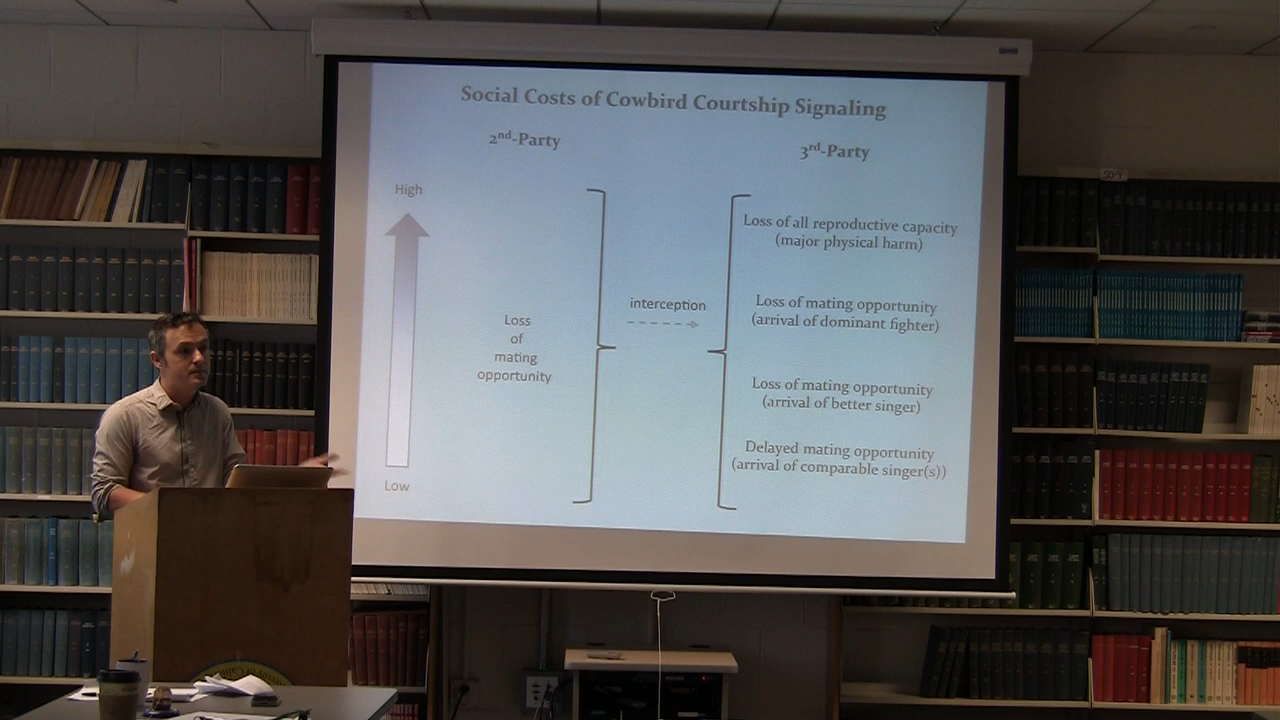 Social Costs of Cowbird Courtship Signaling
2nd-Party
3rd-Party
High
Low
Loss
of
mating
opportunity
interception
Loss of all reproductive capacity
(major physical harm)
Loss of mating opportunity
(arrival of dominant fighter)
Loss of mating opportunity
(arrival of better singer)
Delayed mating opportunity
(arrival of comparable singer(s))